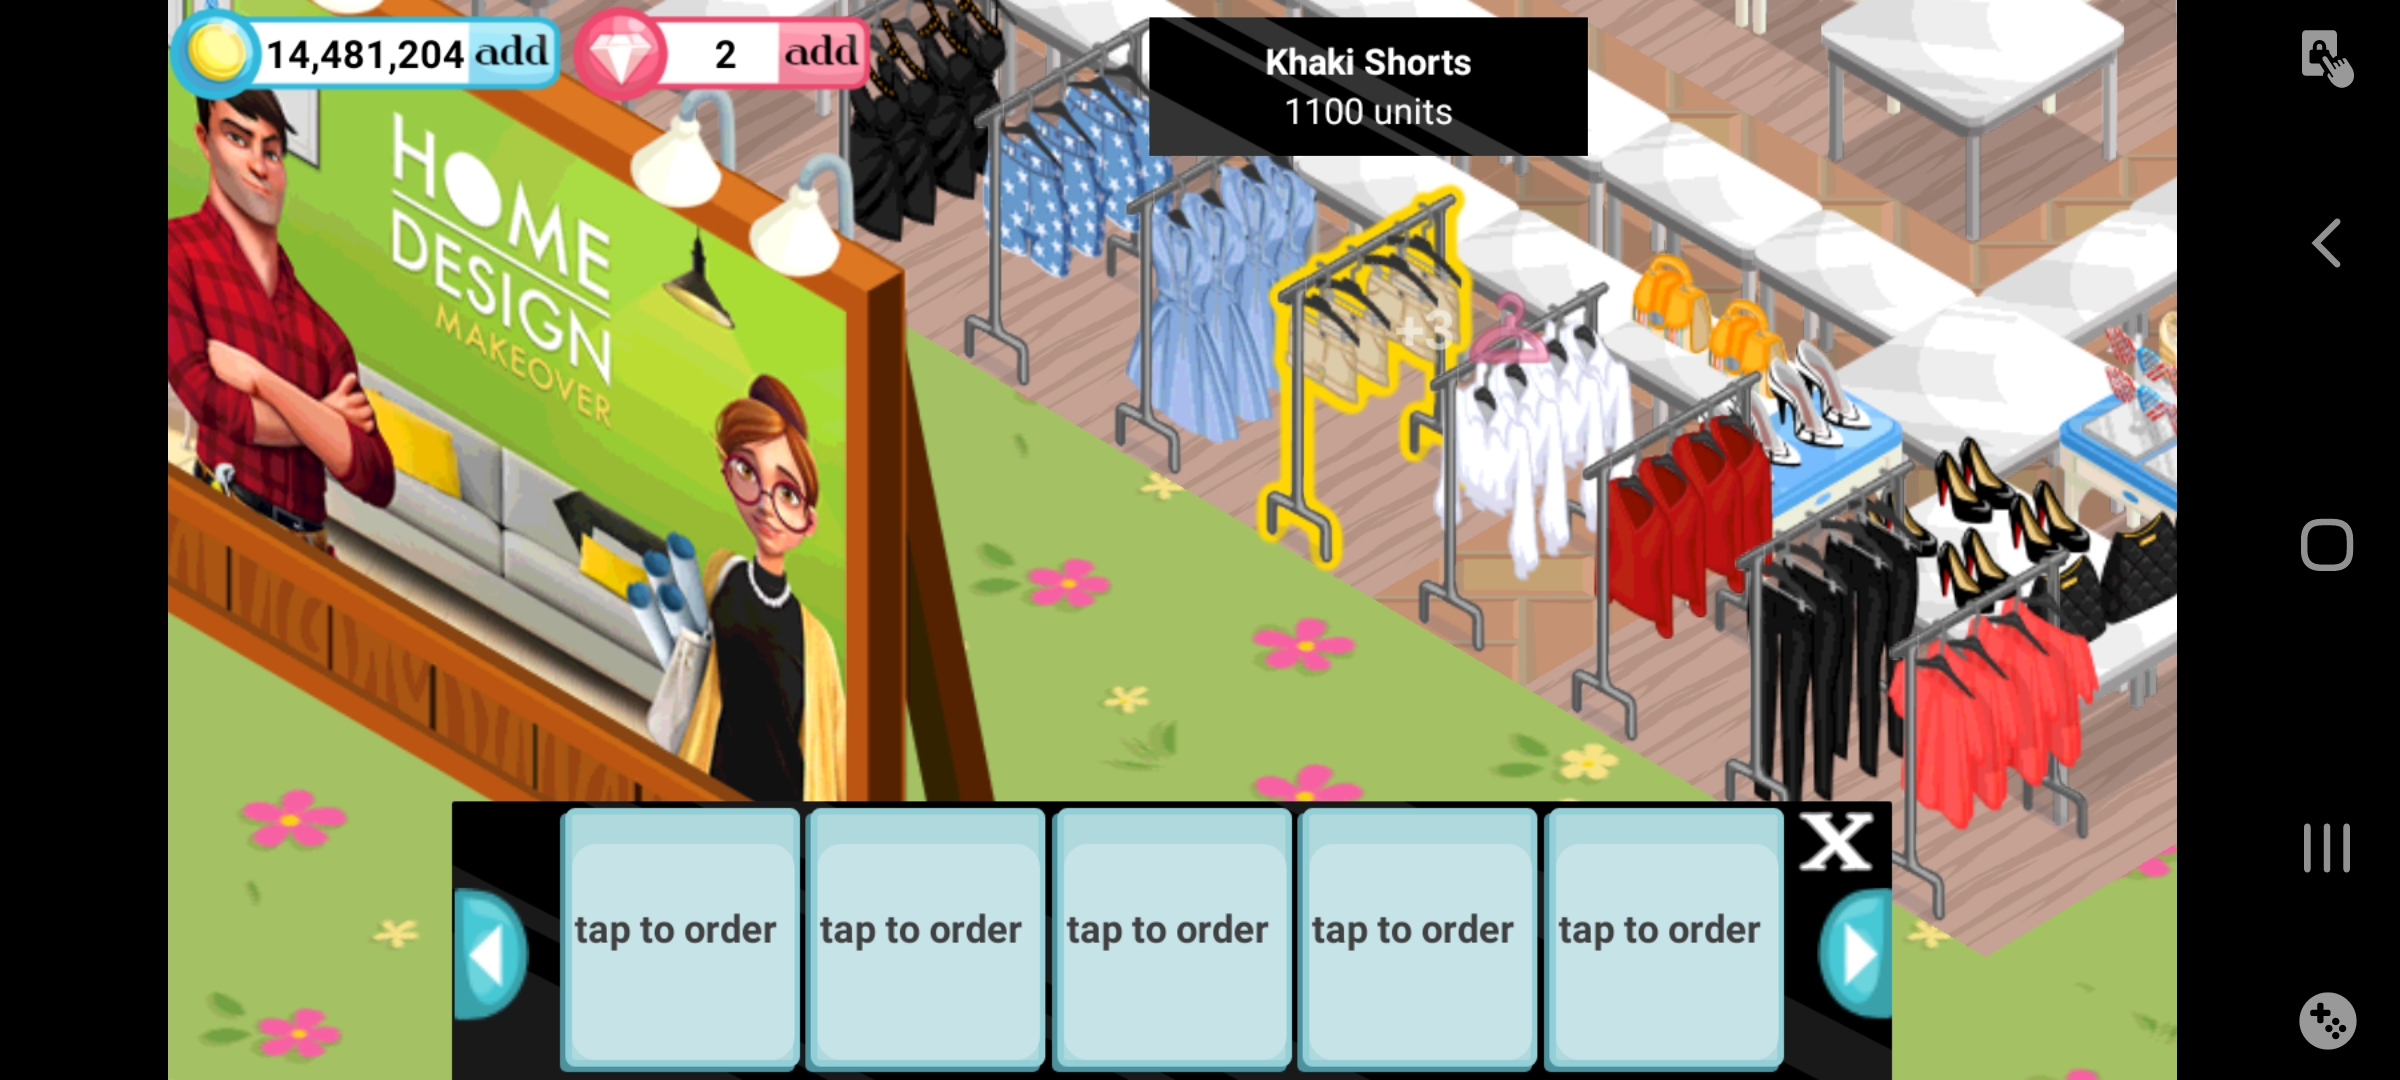 14,481,204 add
2 add
Khaki Shorts
1100 units
HOME
DESIGN
MAKEOVER
+3
tap to order
tap to order
tap to order
tap to order
tap to order
X